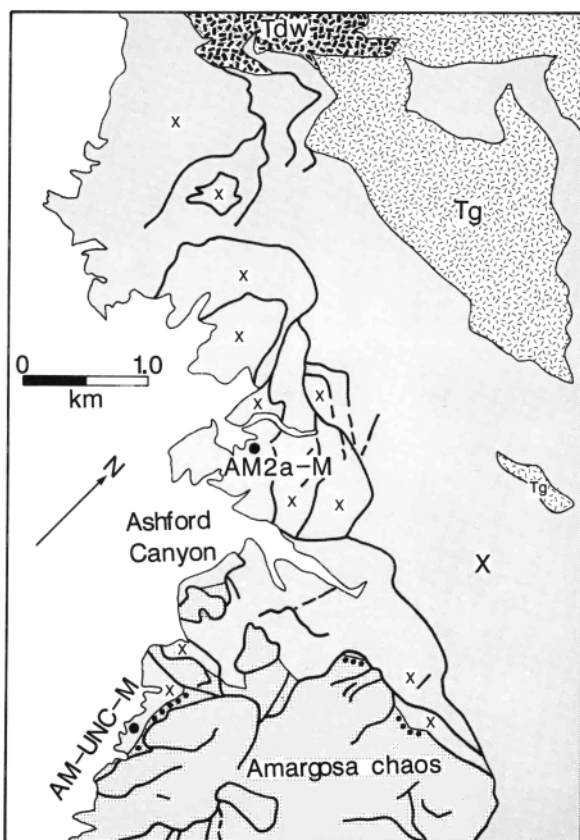 Tdw
x
x
Tg
x
0 1.0
km
x
x
x
AM2a-M
N
x
x
Tg
Ashford
Canyon
X
x
x
x
x
AM-UNC-M
Amargosa chaos